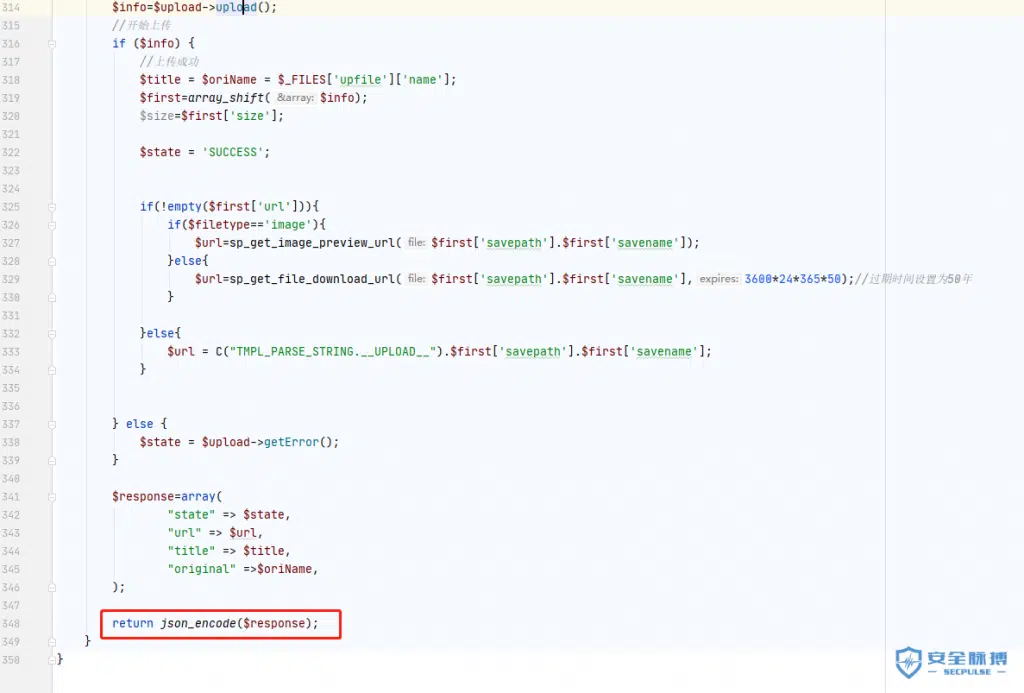 314 $info=$upload->upload();
315 //开始上传
316 if ($info) {
317 //上传成功
318 $title = $oriName = $_FILES['upfile']['name'];
319 $first=array_shift( &array: $info);
320 $size=$first['size'];
321
322 $state = 'SUCCESS';
323
324
325 if(!empty($first['url'])){
326 if($filetype=='image'){
327 $url=sp_get_image_preview_url( file: $first['savepath'].$first['savename']);
328 }else{
329 $url=sp_get_file_download_url( file: $first['savepath'].$first['savename'], expires: 3600*24*365*50);//过期时间设置为50年
330 }
331
332 }else{
333 $url = C("TMPL_PARSE_STRING.__UPLOAD__").$first['savepath'].$first['savename'];
334 }
335
336
337 } else {
338 $state = $upload->getError();
339 }
340
341 $response=array(
342 "state" => $state,
343 "url" => $url,
344 "title" => $title,
345 "original" =>$oriName,
346 );
347
348 return json_encode($response);
349 }
350 }
安全脉搏
SECPULSE